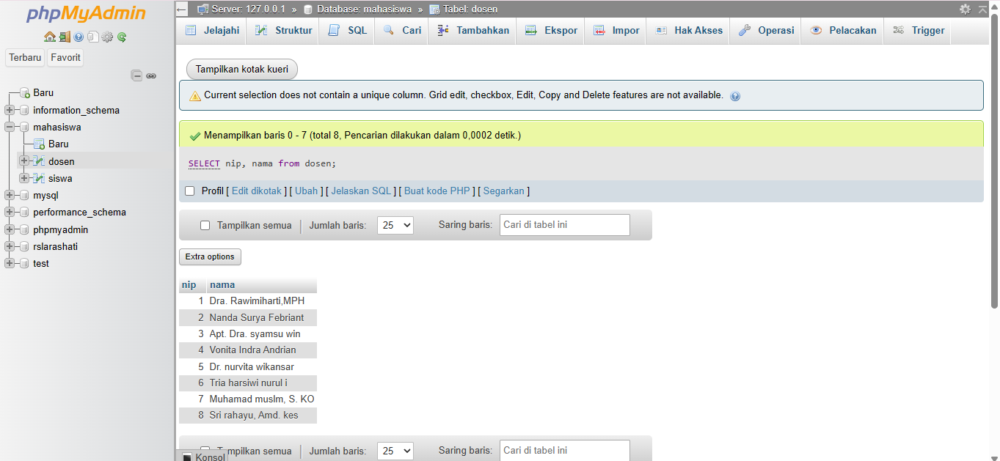 phpMyAdmin
Terbaru Favorit
Baru
information_schema
mahasiswa
Baru
dosen
siswa
mysql
performance_schema
phpmyadmin
rslarashati
test
Server: 127.0.0.1 » Database: mahasiswa » Tabel: dosen
Jelajahi Struktur SQL Cari Tambahkan Ekspor Impor Hak Akses Operasi Pelacakan Trigger
Tampilkan kotak kueri
Current selection does not contain a unique column. Grid edit, checkbox, Edit, Copy and Delete features are not available.
Menampilkan baris 0 - 7 (total 8, Pencarian dilakukan dalam 0,0002 detik.)
SELECT nip, nama from dosen;
Profil [ Edit dikotak ] [ Ubah ] [ Jelaskan SQL ] [ Buat kode PHP ] [ Segarkan ]
Tampilkan semua Jumlah baris: 25 Saring baris: Cari di tabel ini
Extra options
nip nama
1 Dra. Rawimiharti,MPH
2 Nanda Surya Febriant
3 Apt. Dra. syamsu win
4 Vonita Indra Andrian
5 Dr. nurvita wikansar
6 Tria harsiwi nurul i
7 Muhamad muslm, S. KO
8 Sri rahayu, Amd. kes
Tampilkan semua Jumlah baris: 25 Saring baris: Cari di tabel ini
Konsol